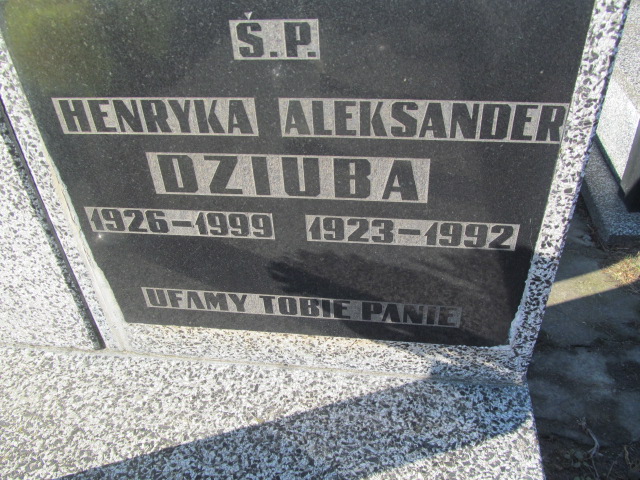 Ś.P.
HENRYKA ALEKSANDER
DZIUBA
1926-1999 1923-1992
UFAMY TOBIE PANIE